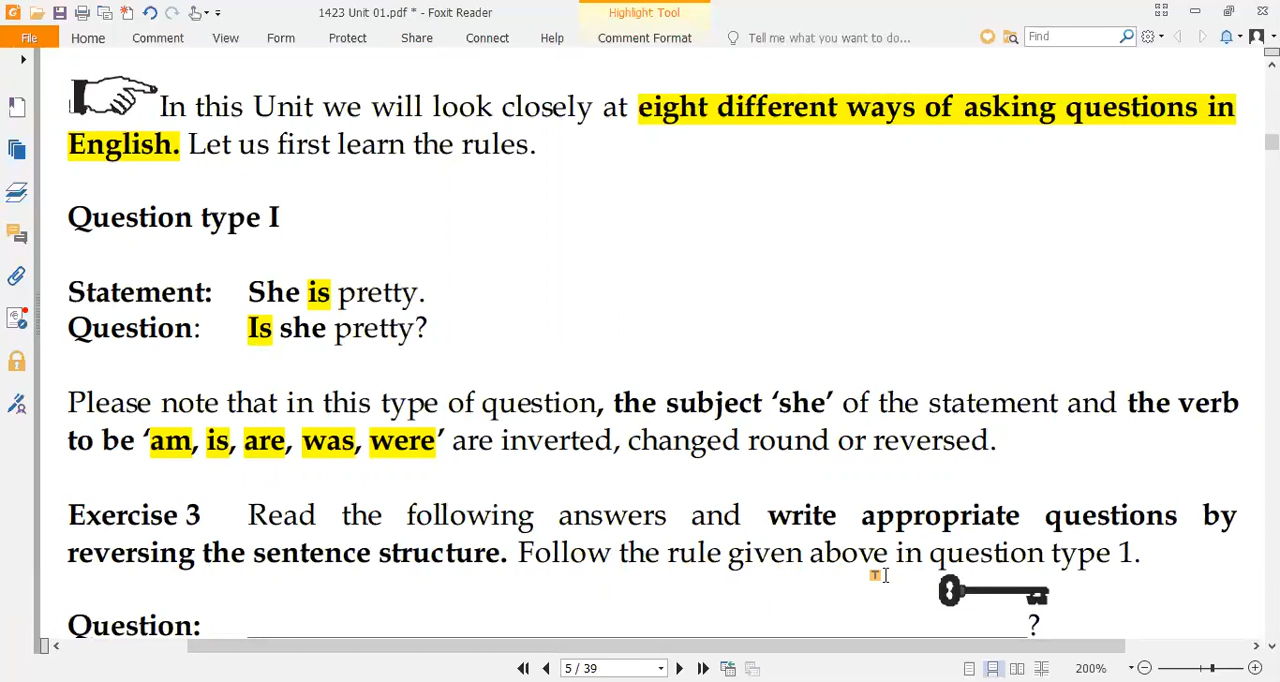 1423 Unit 01.pdf * - Foxit Reader
Highlight Tool
File Home Comment View Form Protect Share Connect Help Comment Format Tell me what you want to do... Find
In this Unit we will look closely at eight different ways of asking questions in
English. Let us first learn the rules.
Question type I
Statement: She is pretty.
Question: Is she pretty?
Please note that in this type of question, the subject ‘she’ of the statement and the verb
to be ‘am, is, are, was, were’ are inverted, changed round or reversed.
Exercise 3 Read the following answers and write appropriate questions by
reversing the sentence structure. Follow the rule given above in question type 1.
Question: ?
5 / 39
200%